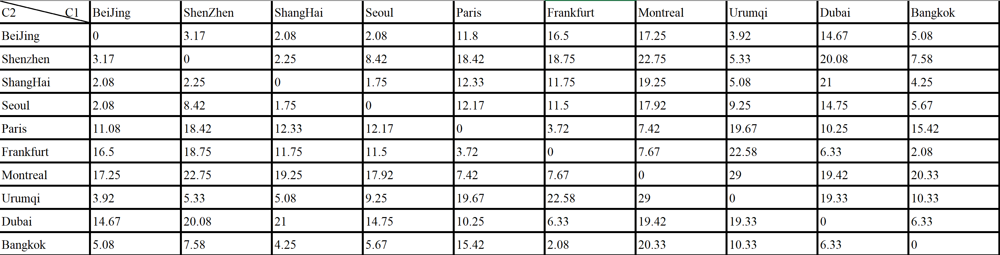 C2 C1 BeiJing ShenZhen ShangHai Seoul Paris Frankfurt Montreal Urumqi Dubai Bangkok
BeiJing 0 3.17 2.08 2.08 11.8 16.5 17.25 3.92 14.67 5.08
Shenzhen 3.17 0 2.25 8.42 18.42 18.75 22.75 5.33 20.08 7.58
ShangHai 2.08 2.25 0 1.75 12.33 11.75 19.25 5.08 21 4.25
Seoul 2.08 8.42 1.75 0 12.17 11.5 17.92 9.25 14.75 5.67
Paris 11.08 18.42 12.33 12.17 0 3.72 7.42 19.67 10.25 15.42
Frankfurt 16.5 18.75 11.75 11.5 3.72 0 7.67 22.58 6.33 2.08
Montreal 17.25 22.75 19.25 17.92 7.42 7.67 0 29 19.42 20.33
Urumqi 3.92 5.33 5.08 9.25 19.67 22.58 29 0 19.33 10.33
Dubai 14.67 20.08 21 14.75 10.25 6.33 19.42 19.33 0 6.33
Bangkok 5.08 7.58 4.25 5.67 15.42 2.08 20.33 10.33 6.33 0